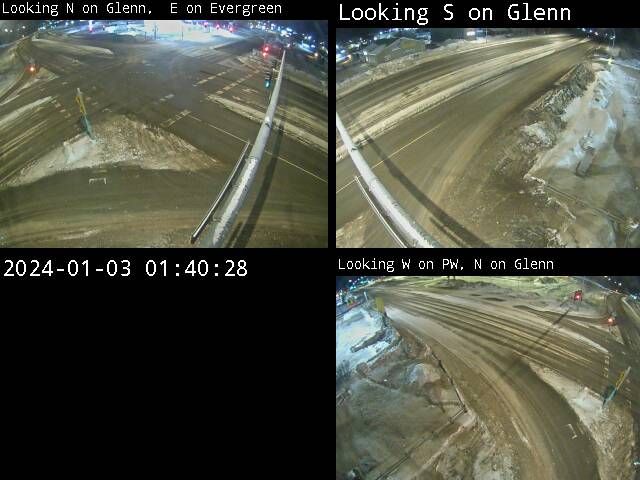 Looking N on Glenn,  E on Evergreen
Looking S on Glenn
2024-01-03 01:40:28
Looking W on PW, N on Glenn